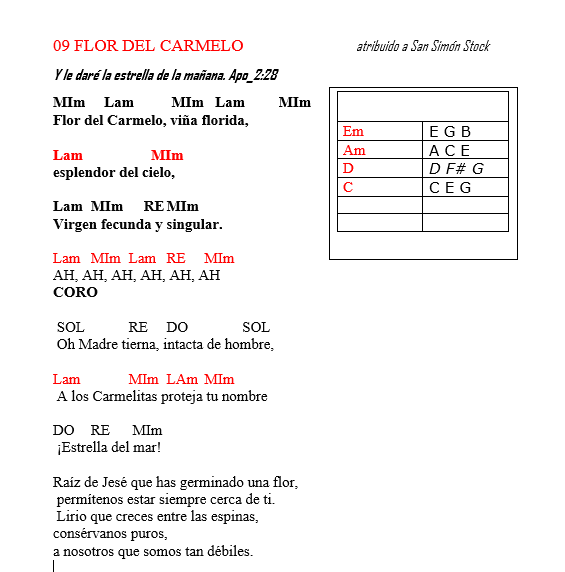 09 FLOR DEL CARMELO atribuido a San Simón Stock
Y le daré la estrella de la mañana. Apo_2:28
MIm Lam MIm Lam MIm
Flor del Carmelo, viña florida,
Lam MIm
esplendor del cielo,
Lam MIm RE MIm
Virgen fecunda y singular.
Lam MIm Lam RE MIm
AH, AH, AH, AH, AH, AH
CORO
SOL RE DO SOL
Oh Madre tierna, intacta de hombre,
Lam MIm LAm MIm
A los Carmelitas proteja tu nombre
DO RE MIm
¡Estrella del mar!
Raíz de Jesé que has germinado una flor,
permítenos estar siempre cerca de ti.
Lirio que creces entre las espinas,
consérvanos puros,
a nosotros que somos tan débiles.
Em E G B
Am A C E
D D F# G
C C E G